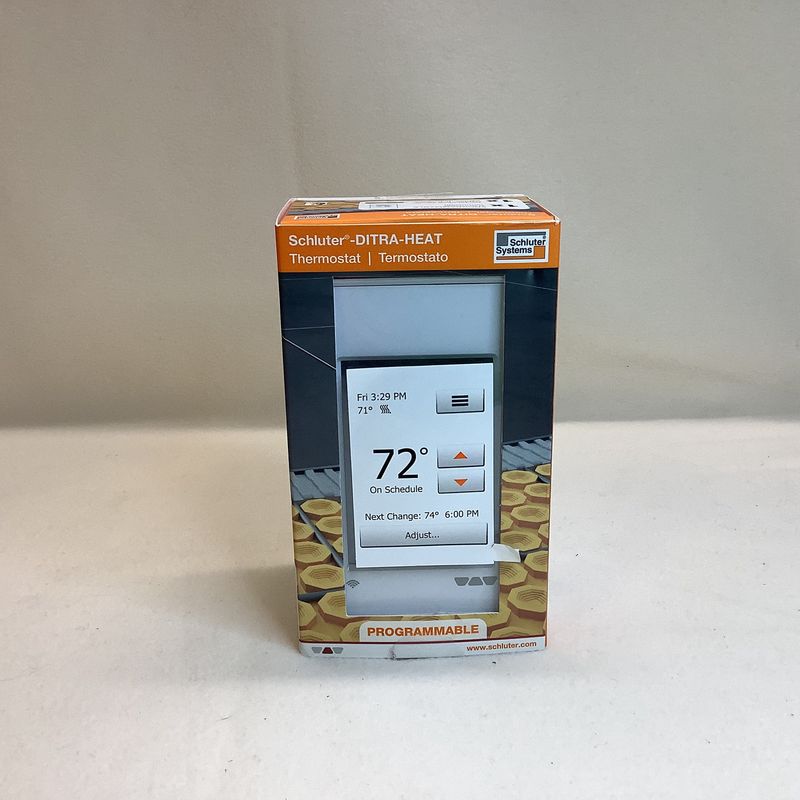 Schluter®-DITRA-HEAT
Thermostat | Termostato
Schluter®
Systems
Fri 3:29 PM
71°
72°
On Schedule
Next Change: 74° 6:00 PM
Adjust...
PROGRAMMABLE
www.schluter.com